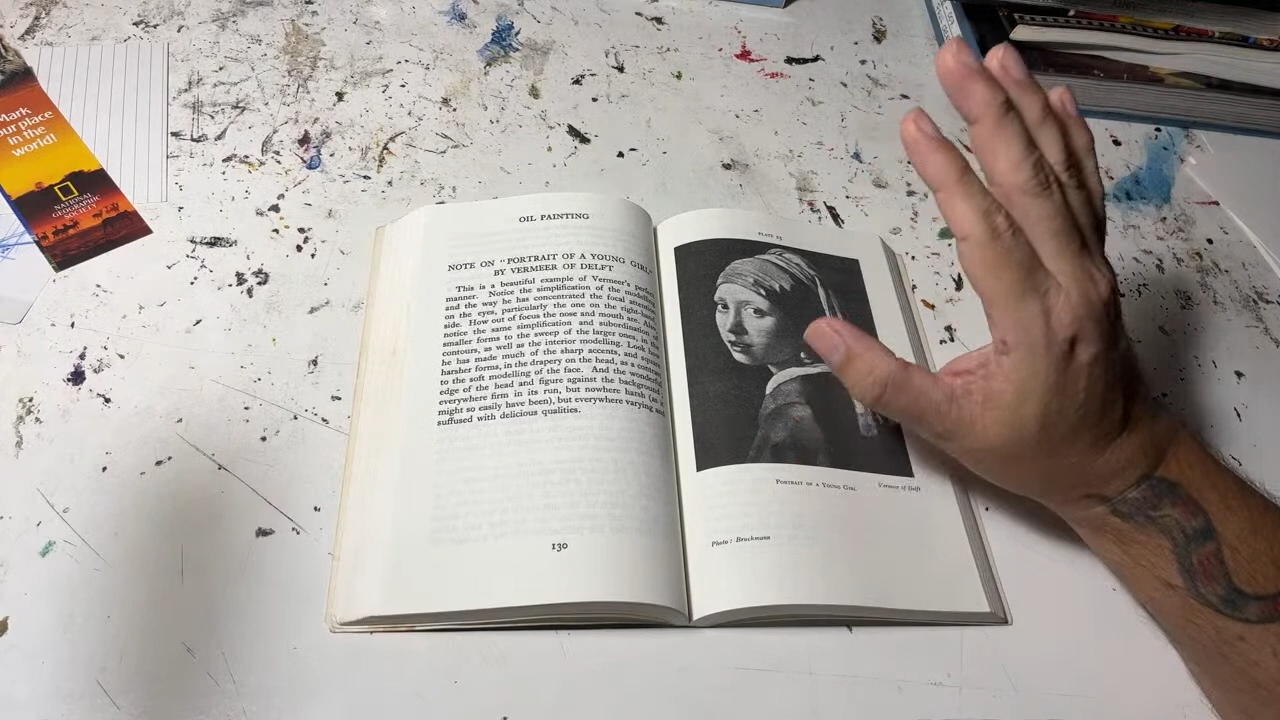 Mark
our place
in the
world!
NATIONAL
GEOGRAPHIC
SOCIETY
OIL PAINTING
NOTE ON "PORTRAIT OF A YOUNG GIRL"
BY VERMEER OF DELFT
This is a beautiful example of Vermeer's perfect
manner. Notice the simplification of the modelling
and the way he has concentrated the focal attention
on the eyes, particularly the one on the right-hand
side. How out of focus the nose and mouth are. Also
notice the same simplification and subordination of
smaller forms to the sweep of the larger ones, in the
contours, as well as the interior modelling. Look how
he has made much of the sharp accents, and square
harsher forms, in the drapery on the head, as a contrast
to the soft modelling of the face. And the wonderful
edge of the head and figure against the background,
everywhere firm in its run, but nowhere harsh (as it
might so easily have been), but everywhere varying and
suffused with delicious qualities.
130
PLATE
PORTRAIT OF A YOUNG GIRL
Vermeer of Delft
Photo: Bruckmann